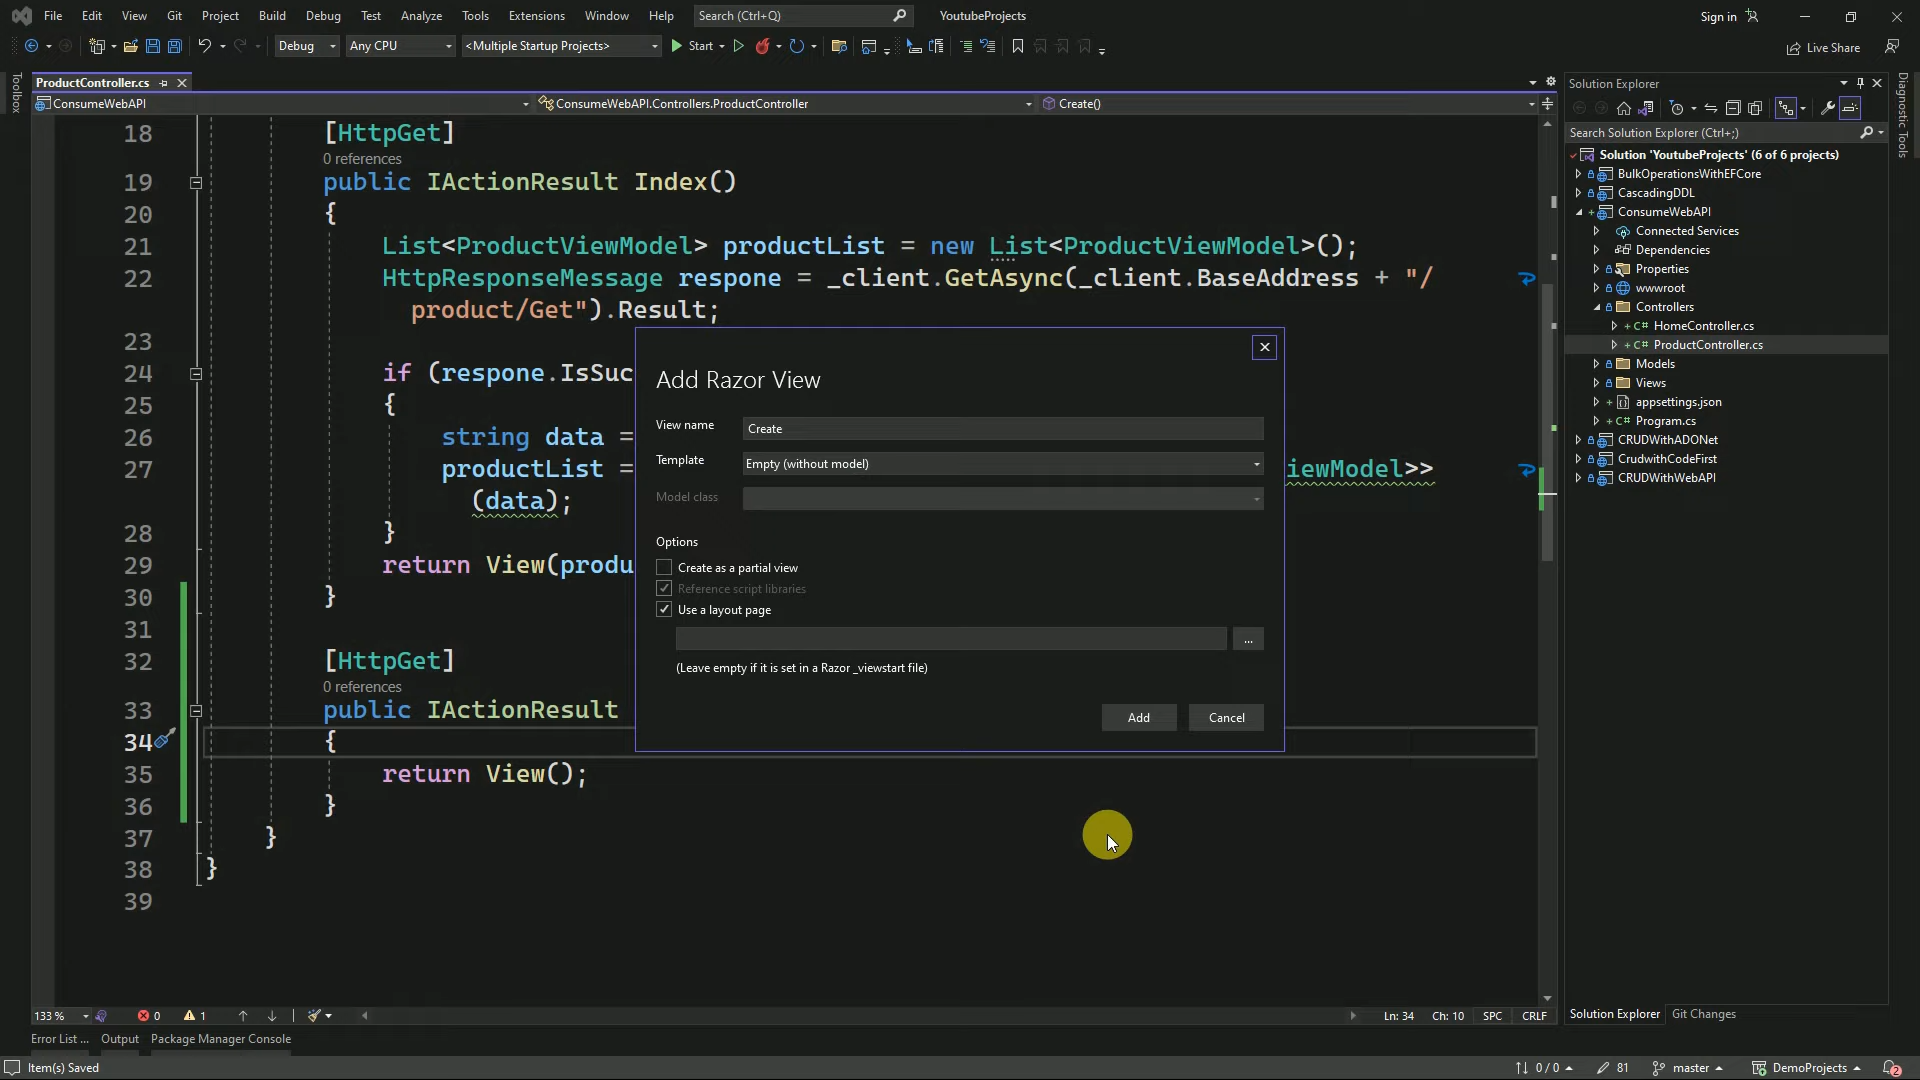 File Edit View Git Project Build Debug Test Analyze Tools Extensions Window Help Search (Ctrl+Q) YoutubeProjects Sign in
Debug Any CPU <Multiple Startup Projects> Start Live Share
Toolbox
ProductController.cs
ConsumeWebAPI ConsumeWebAPI.Controllers.ProductController Create()
18 [HttpGet]
0 references
19 public IActionResult Index()
20 {
21 List<ProductViewModel> productList = new List<ProductViewModel>();
22 HttpResponseMessage respone = _client.GetAsync(_client.BaseAddress + "/
product/Get").Result;
23
24 if (respone.IsSuc
25 {
26 string data =
27 productList = iewModel>>
(data);
28 }
29 return View(produ
30 }
31
32 [HttpGet]
0 references
33 public IActionResult
34 {
35 return View();
36 }
37 }
38 }
39
Add Razor View
View name Create
Template Empty (without model)
Model class
Options
Create as a partial view
Reference script libraries
Use a layout page
...
(Leave empty if it is set in a Razor _viewstart file)
Add Cancel
Solution Explorer
Search Solution Explorer (Ctrl+;)
Solution 'YoutubeProjects' (6 of 6 projects)
BulkOperationsWithEFCore
CascadingDDL
ConsumeWebAPI
Connected Services
Dependencies
Properties
wwwroot
Controllers
C# HomeController.cs
C# ProductController.cs
Models
Views
appsettings.json
C# Program.cs
CRUDWithADONet
CrudwithCodeFirst
CRUDWithWebAPI
Solution Explorer Git Changes
Diagnostic Tools
133 % 0 1 Ln: 34 Ch: 10 SPC CRLF
Error List ... Output Package Manager Console
Item(s) Saved 0 / 0 81 master DemoProjects 2